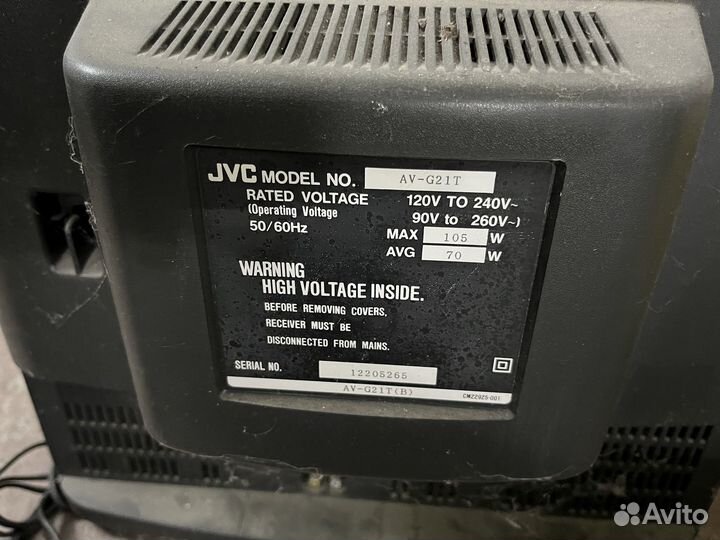 JVC MODEL NO. AV-G21T
RATED VOLTAGE 120V TO 240V~
(Operating Voltage 90V to 260V~)
50/60Hz MAX 105 W
AVG 70 W
WARNING
HIGH VOLTAGE INSIDE.
BEFORE REMOVING COVERS,
RECEIVER MUST BE
DISCONNECTED FROM MAINS.
SERIAL NO. 12205265
AV-G21T(B) CM22925-001
Avito